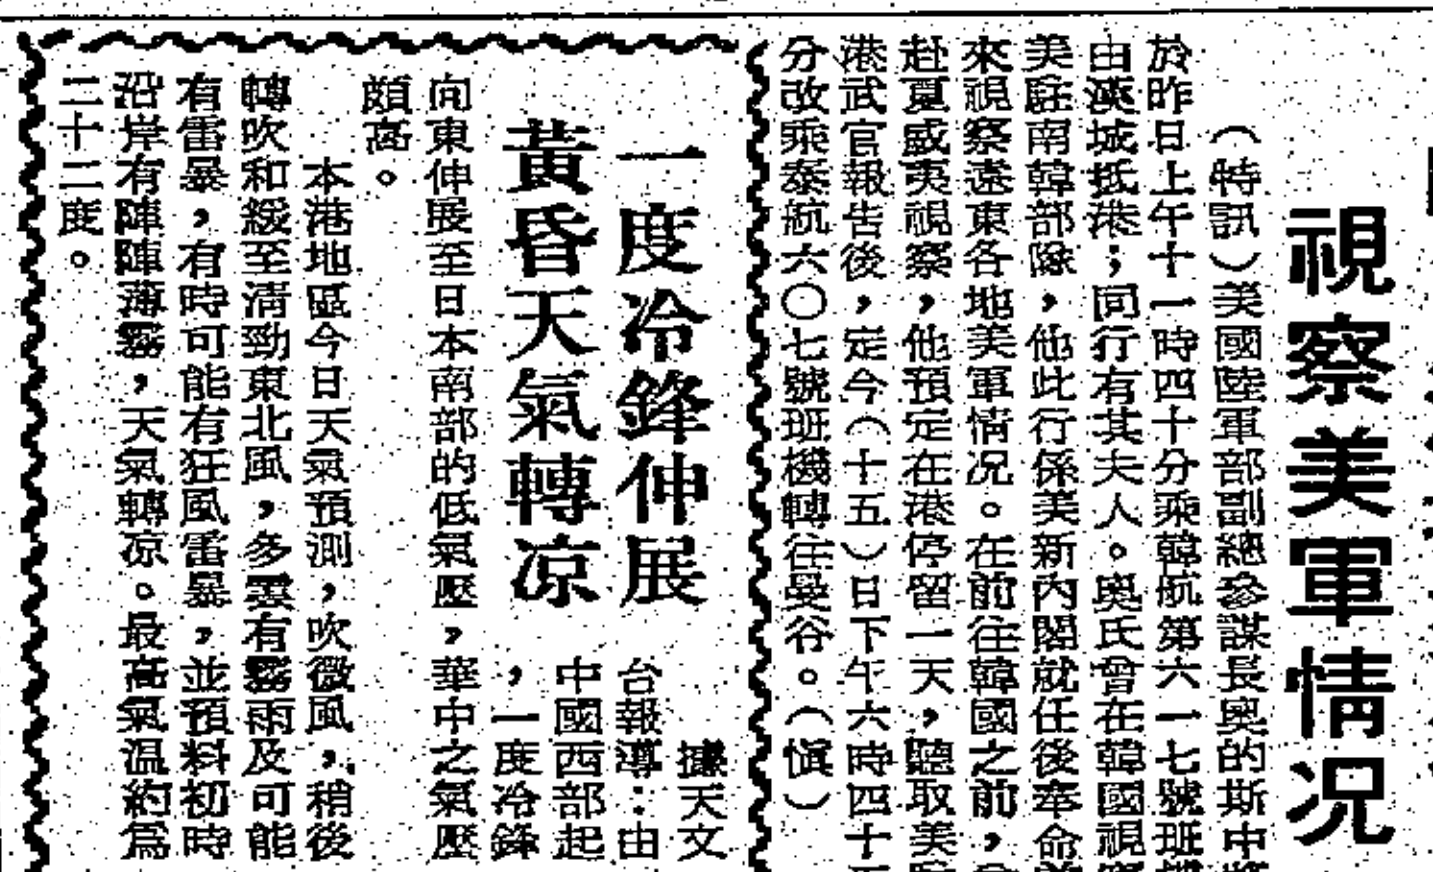 視察美軍情況
（特訊）美國陸軍部副總參謀長奧的斯中將
於昨日上午十一時四十分乘韓航第六一七號班機
由漢城抵港；同行有其夫人。奧氏曾在韓國視察
美駐南韓部隊，他此行係美新內閣就任後奉命
來視察遠東各地美軍情況。在前往韓國之前，
赴夏威夷視察，他預定在港停留一天，聽取美
港武官報告後，定今（十五）日下午六時四十
分改乘泰航六〇七號班機轉往曼谷。（慎）
一度冷鋒伸展
黃昏天氣轉凉
據天文
台報導：由
中國西部起
，一度冷鋒
向東伸展至日本南部的低氣壓，華中之氣壓
頗高。
本港地區今日天氣預測，吹微風，稍後
轉吹和緩至清勁東北風，多雲有霧雨及可能
有雷暴，有時可能有狂風雷暴，並預料初時
沿岸有陣陣薄霧，天氣轉凉。最高氣溫約爲
二十二度。